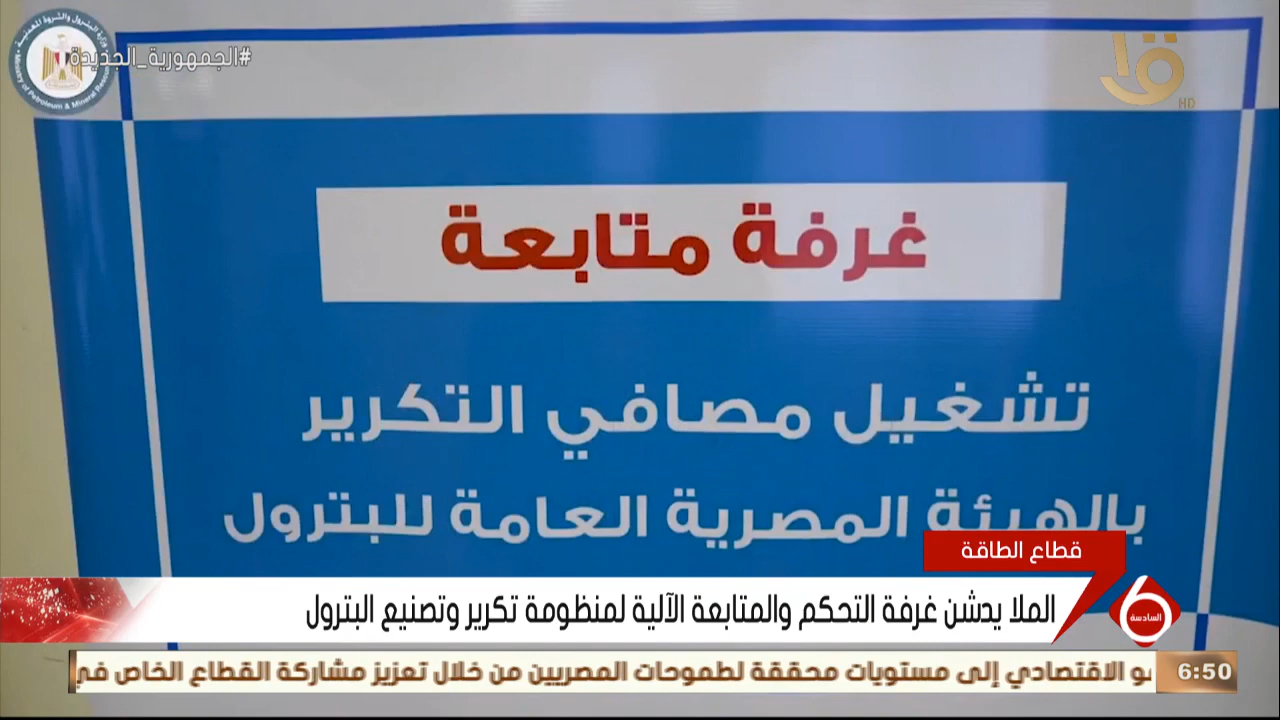 #الجمهورية_الجديدة
HD
غرفة متابعة
تشغيل مصافي التكرير
بالهيئة المصرية العامة للبترول
قطاع الطاقة
الملا يدشن غرفة التحكم والمتابعة الآلية لمنظومة تكرير وتصنيع البترول
السادسة
6:50
الاقتصادي إلى مستويات محققة لطموحات المصريين من خلال تعزيز مشاركة القطاع الخاص في